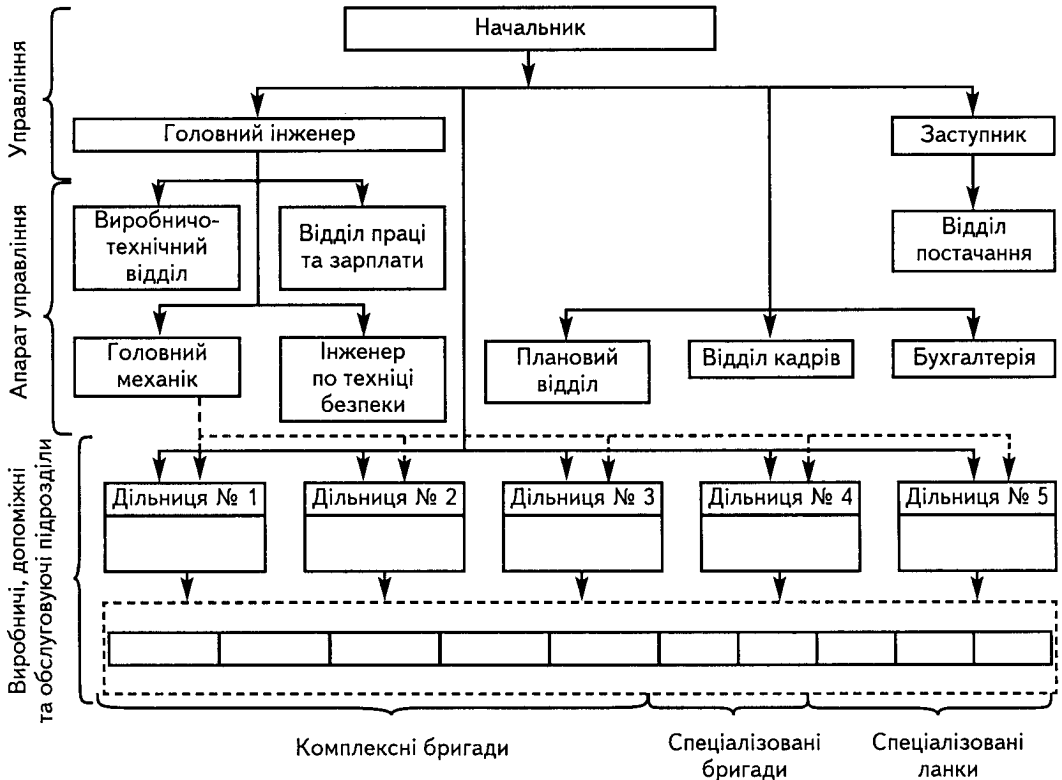 Управління
Апарат управління
Виробничі, допоміжні
та обслуговуючі підрозділи
Начальник
Головний інженер
Заступник
Виробничо-
технічний
відділ
Відділ праці
та зарплати
Відділ
постачання
Головний
механік
Інженер
по техніці
безпеки
Плановий
відділ
Відділ кадрів
Бухгалтерія
Дільниця № 1
Дільниця № 2
Дільниця № 3
Дільниця № 4
Дільниця № 5
Комплексні бригади
Спеціалізовані
бригади
Спеціалізовані
ланки